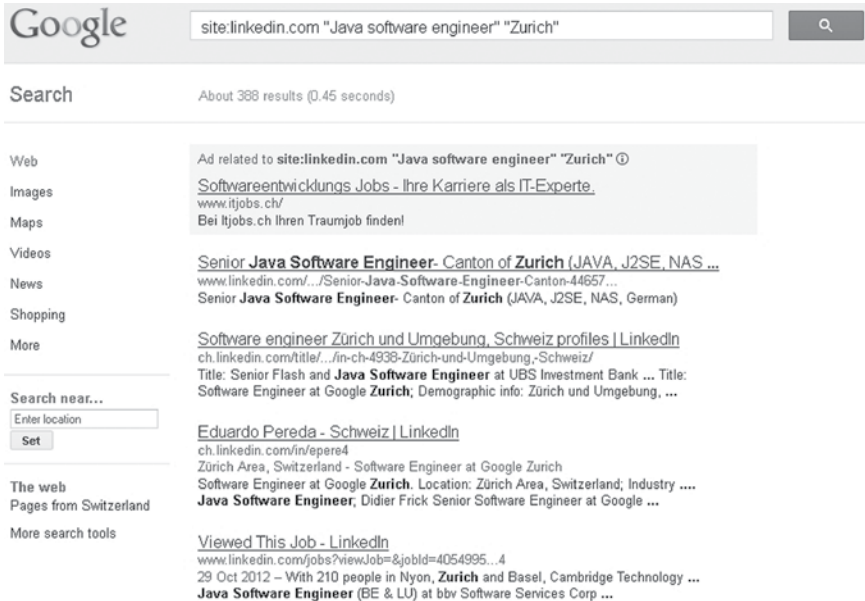 Google
site:linkedin.com "Java software engineer" "Zurich"
Search
About 388 results (0.45 seconds)
Web
Images
Maps
Videos
News
Shopping
More
Search near...
Enter location
Set
The web
Pages from Switzerland
More search tools
Ad related to site:linkedin.com "Java software engineer" "Zurich"
Softwareentwicklungs Jobs - Ihre Karriere als IT-Experte.
www.itjobs.ch/
Bei Itjobs.ch Ihren Traumjob finden!
Senior Java Software Engineer- Canton of Zurich (JAVA, J2SE, NAS ...
www.linkedin.com/.../Senior-Java-Software-Engineer-Canton-44657...
Senior Java Software Engineer- Canton of Zurich (JAVA, J2SE, NAS, German)
Software engineer Zürich und Umgebung, Schweiz profiles | LinkedIn
ch.linkedin.com/title/.../in-ch-4938-Zürich-und-Umgebung,-Schweiz/
Title: Senior Flash and Java Software Engineer at UBS Investment Bank ... Title:
Software Engineer at Google Zurich; Demographic info: Zürich und Umgebung, ...
Eduardo Pereda - Schweiz | LinkedIn
ch.linkedin.com/in/epere4
Zürich Area, Switzerland - Software Engineer at Google Zurich
Software Engineer at Google Zurich. Location: Zürich Area, Switzerland; Industry ....
Java Software Engineer; Didier Frick Senior Software Engineer at Google ...
Viewed This Job - LinkedIn
www.linkedin.com/jobs?viewJob=&jobId=4054995...4
29 Oct 2012 – With 210 people in Nyon, Zurich and Basel, Cambridge Technology ...
Java Software Engineer (BE & LU) at bbv Software Services Corp ...